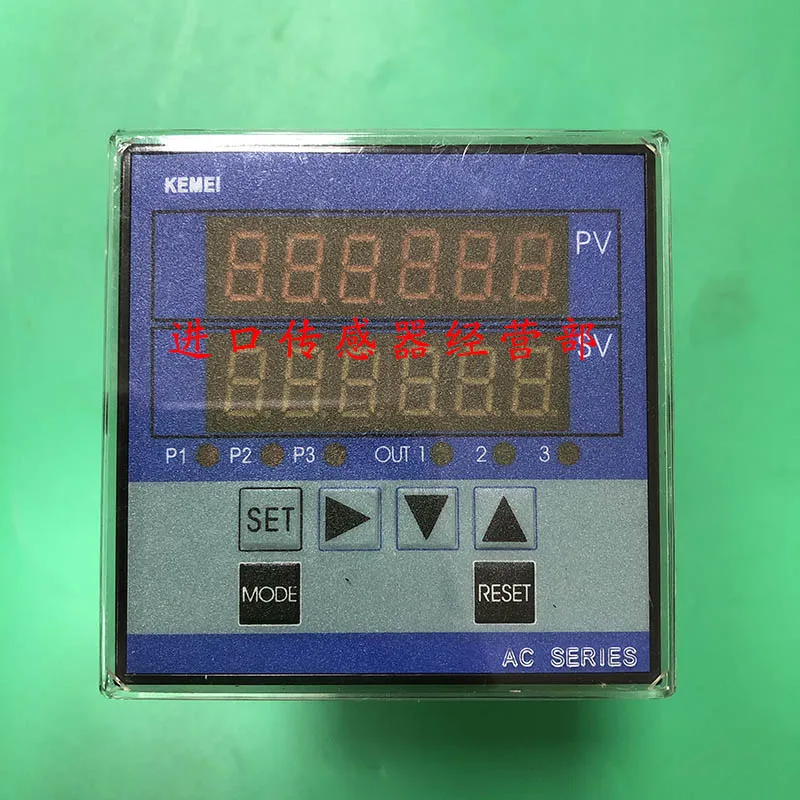 KEMEI
PV
进口传感器经营部
SV
P1 P2 P3 OUT 1 2 3
SET
MODE RESET
AC SERIES